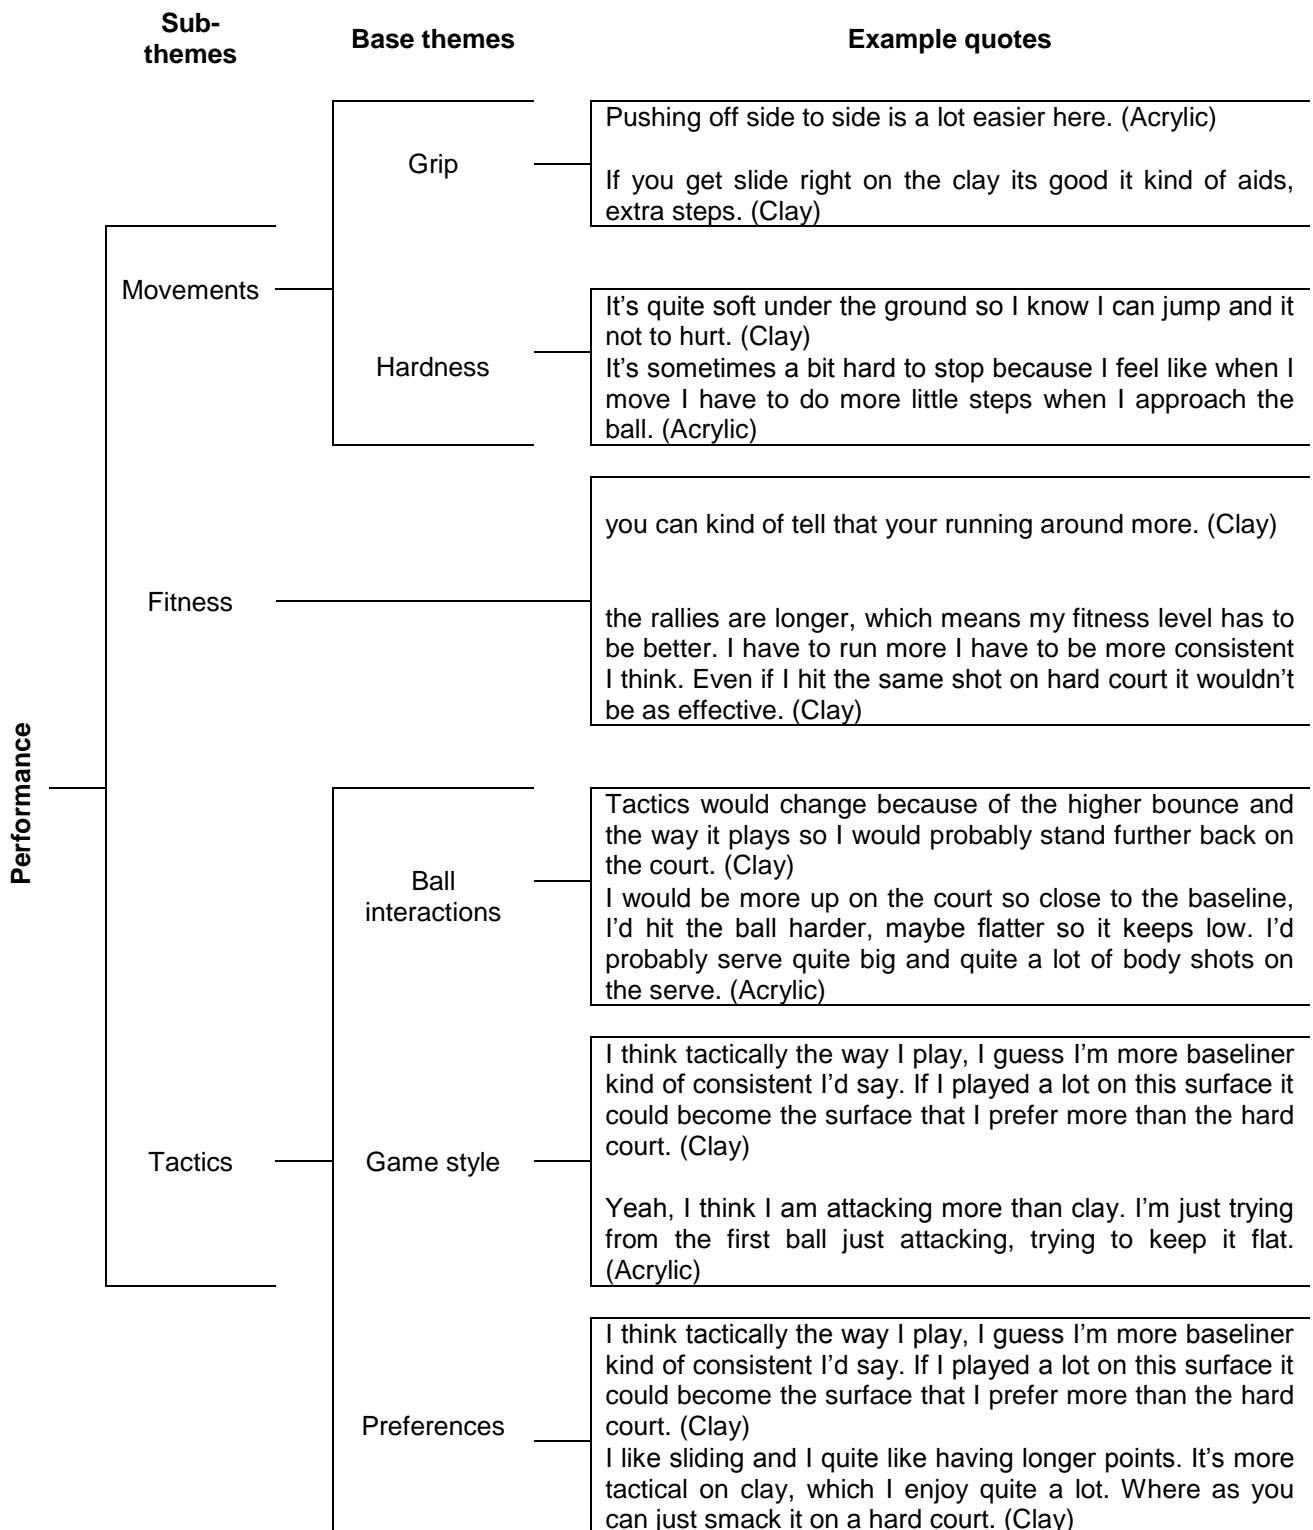 Sub-
themes
Base themes
Example quotes
Performance
Movements
Grip
Pushing off side to side is a lot easier here. (Acrylic)
If you get slide right on the clay its good it kind of aids,
extra steps. (Clay)
Hardness
It’s quite soft under the ground so I know I can jump and it
not to hurt. (Clay)
It’s sometimes a bit hard to stop because I feel like when I
move I have to do more little steps when I approach the
ball. (Acrylic)
Fitness
you can kind of tell that your running around more. (Clay)
the rallies are longer, which means my fitness level has to
be better. I have to run more I have to be more consistent
I think. Even if I hit the same shot on hard court it wouldn’t
be as effective. (Clay)
Tactics
Ball
interactions
Tactics would change because of the higher bounce and
the way it plays so I would probably stand further back on
the court. (Clay)
I would be more up on the court so close to the baseline,
I’d hit the ball harder, maybe flatter so it keeps low. I’d
probably serve quite big and quite a lot of body shots on
the serve. (Acrylic)
Game style
I think tactically the way I play, I guess I’m more baseliner
kind of consistent I’d say. If I played a lot on this surface it
could become the surface that I prefer more than the hard
court. (Clay)
Yeah, I think I am attacking more than clay. I’m just trying
from the first ball just attacking, trying to keep it flat.
(Acrylic)
Preferences
I think tactically the way I play, I guess I’m more baseliner
kind of consistent I’d say. If I played a lot on this surface it
could become the surface that I prefer more than the hard
court. (Clay)
I like sliding and I quite like having longer points. It’s more
tactical on clay, which I enjoy quite a lot. Where as you
can just smack it on a hard court. (Clay)